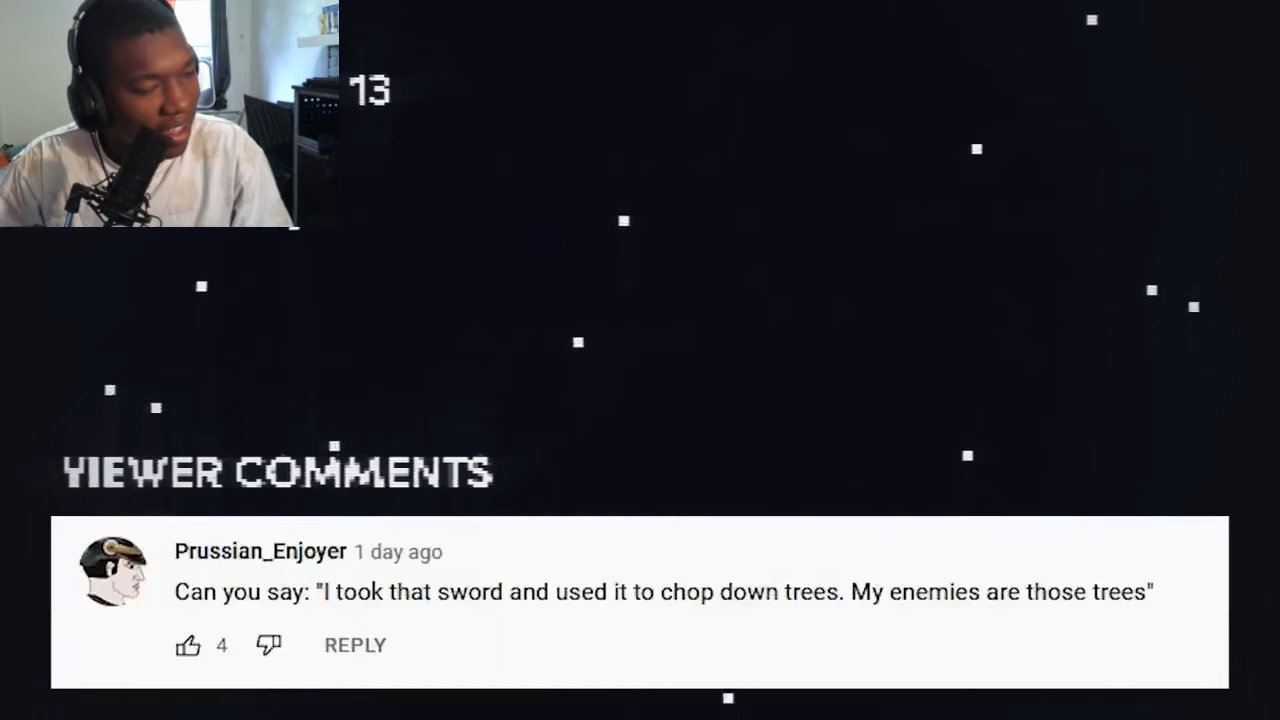 13
VIEWER COMMENTS
Prussian_Enjoyer 1 day ago
Can you say: "I took that sword and used it to chop down trees. My enemies are those trees"
4 REPLY